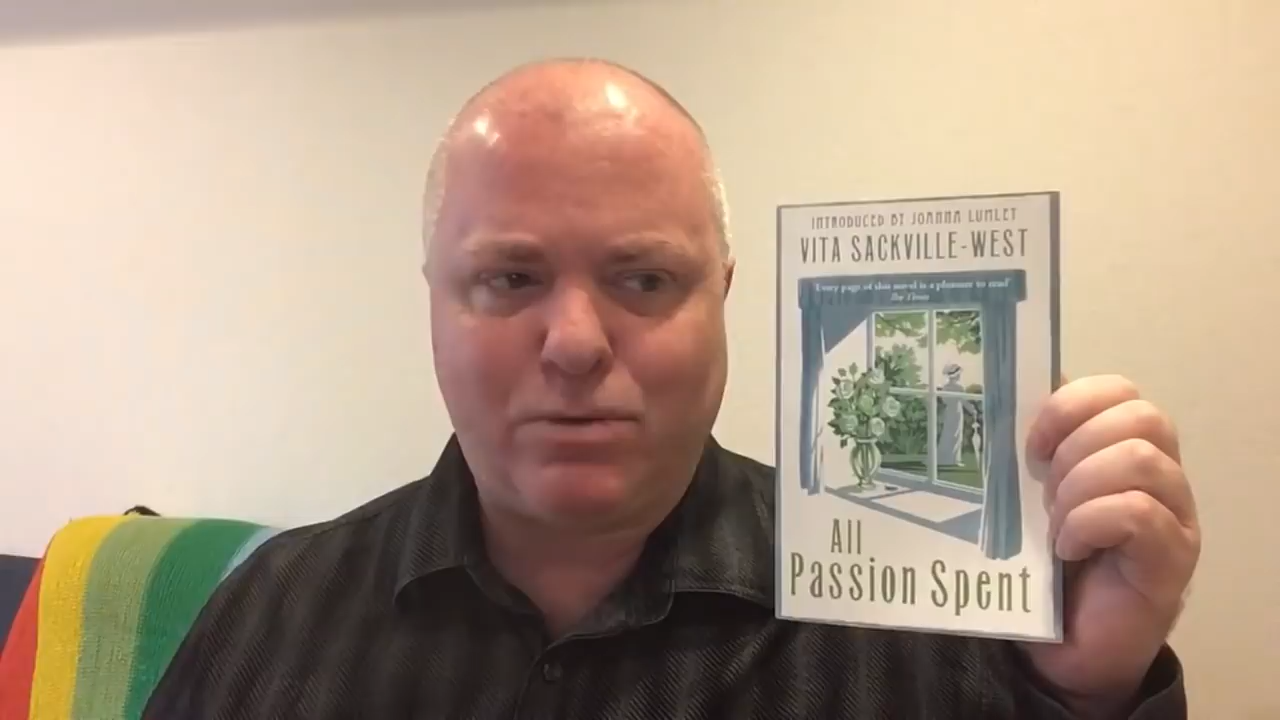 INTRODUCED BY JOANNA LUMLEY
VITA SACKVILLE-WEST
'Every page of this novel is a pleasure to read'
The Times
All
Passion Spent